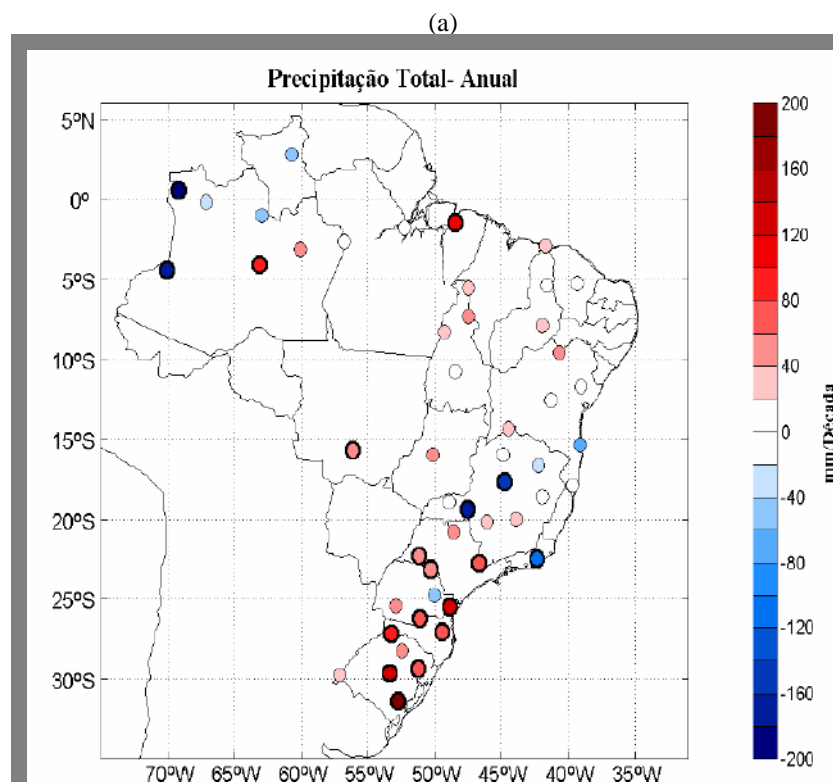 (a)
Precipitação Total- Anual
5ºN
0º
5ºS
10ºS
15ºS
20ºS
25ºS
30ºS
70ºW 65ºW 60ºW 55ºW 50ºW 45ºW 40ºW 35ºW
200
160
120
80
40
0
-40
-80
-120
-160
-200
mm/Década